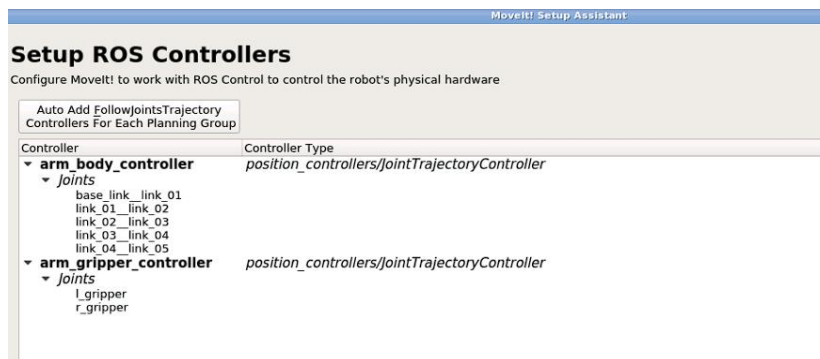 MoveIt! Setup Assistant
Setup ROS Controllers
Configure MoveIt! to work with ROS Control to control the robot's physical hardware
Auto Add FollowJointsTrajectory
Controllers For Each Planning Group
Controller Controller Type
arm_body_controller position_controllers/JointTrajectoryController
Joints
base_link__link_01
link_01__link_02
link_02__link_03
link_03__link_04
link_04__link_05
arm_gripper_controller position_controllers/JointTrajectoryController
Joints
l_gripper
r_gripper